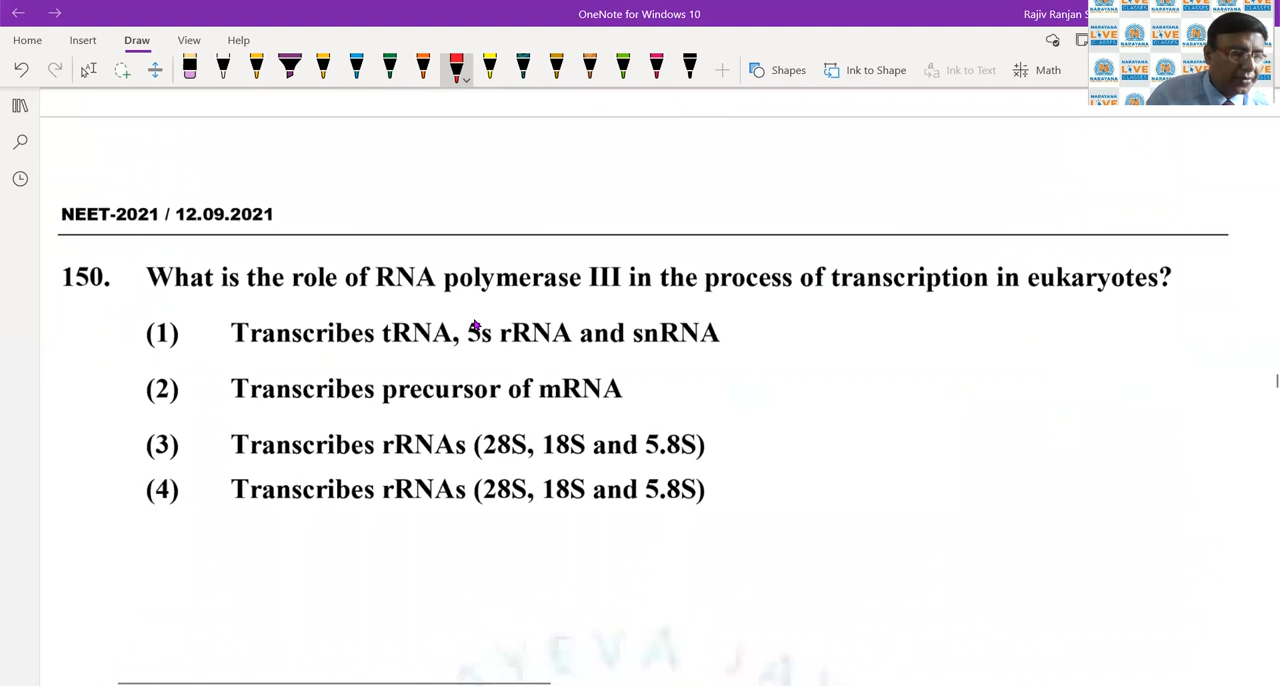 OneNote for Windows 10
Rajiv Ranjan S
Home Insert Draw View Help
Shapes Ink to Shape Ink to Text Math
NARAYANA LIVE CLASSES
NEET-2021 / 12.09.2021
150. What is the role of RNA polymerase III in the process of transcription in eukaryotes?
(1) Transcribes tRNA, 5s rRNA and snRNA
(2) Transcribes precursor of mRNA
(3) Transcribes rRNAs (28S, 18S and 5.8S)
(4) Transcribes rRNAs (28S, 18S and 5.8S)